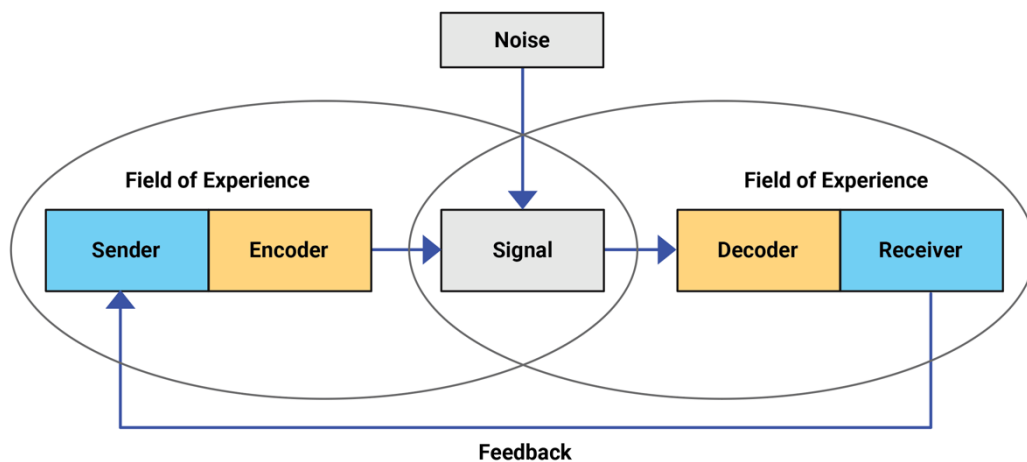 Noise
Field of Experience
Field of Experience
Sender
Encoder
Signal
Decoder
Receiver
Feedback